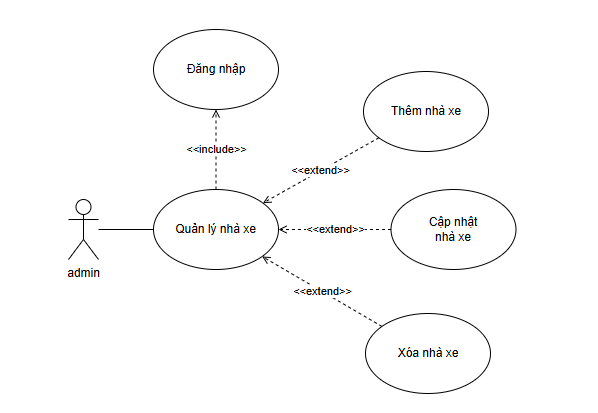 Đăng nhập
Thêm nhà xe
<<include>>
<<extend>>
Quản lý nhà xe
<<extend>>
Cập nhật
nhà xe
admin
<<extend>>
Xóa nhà xe